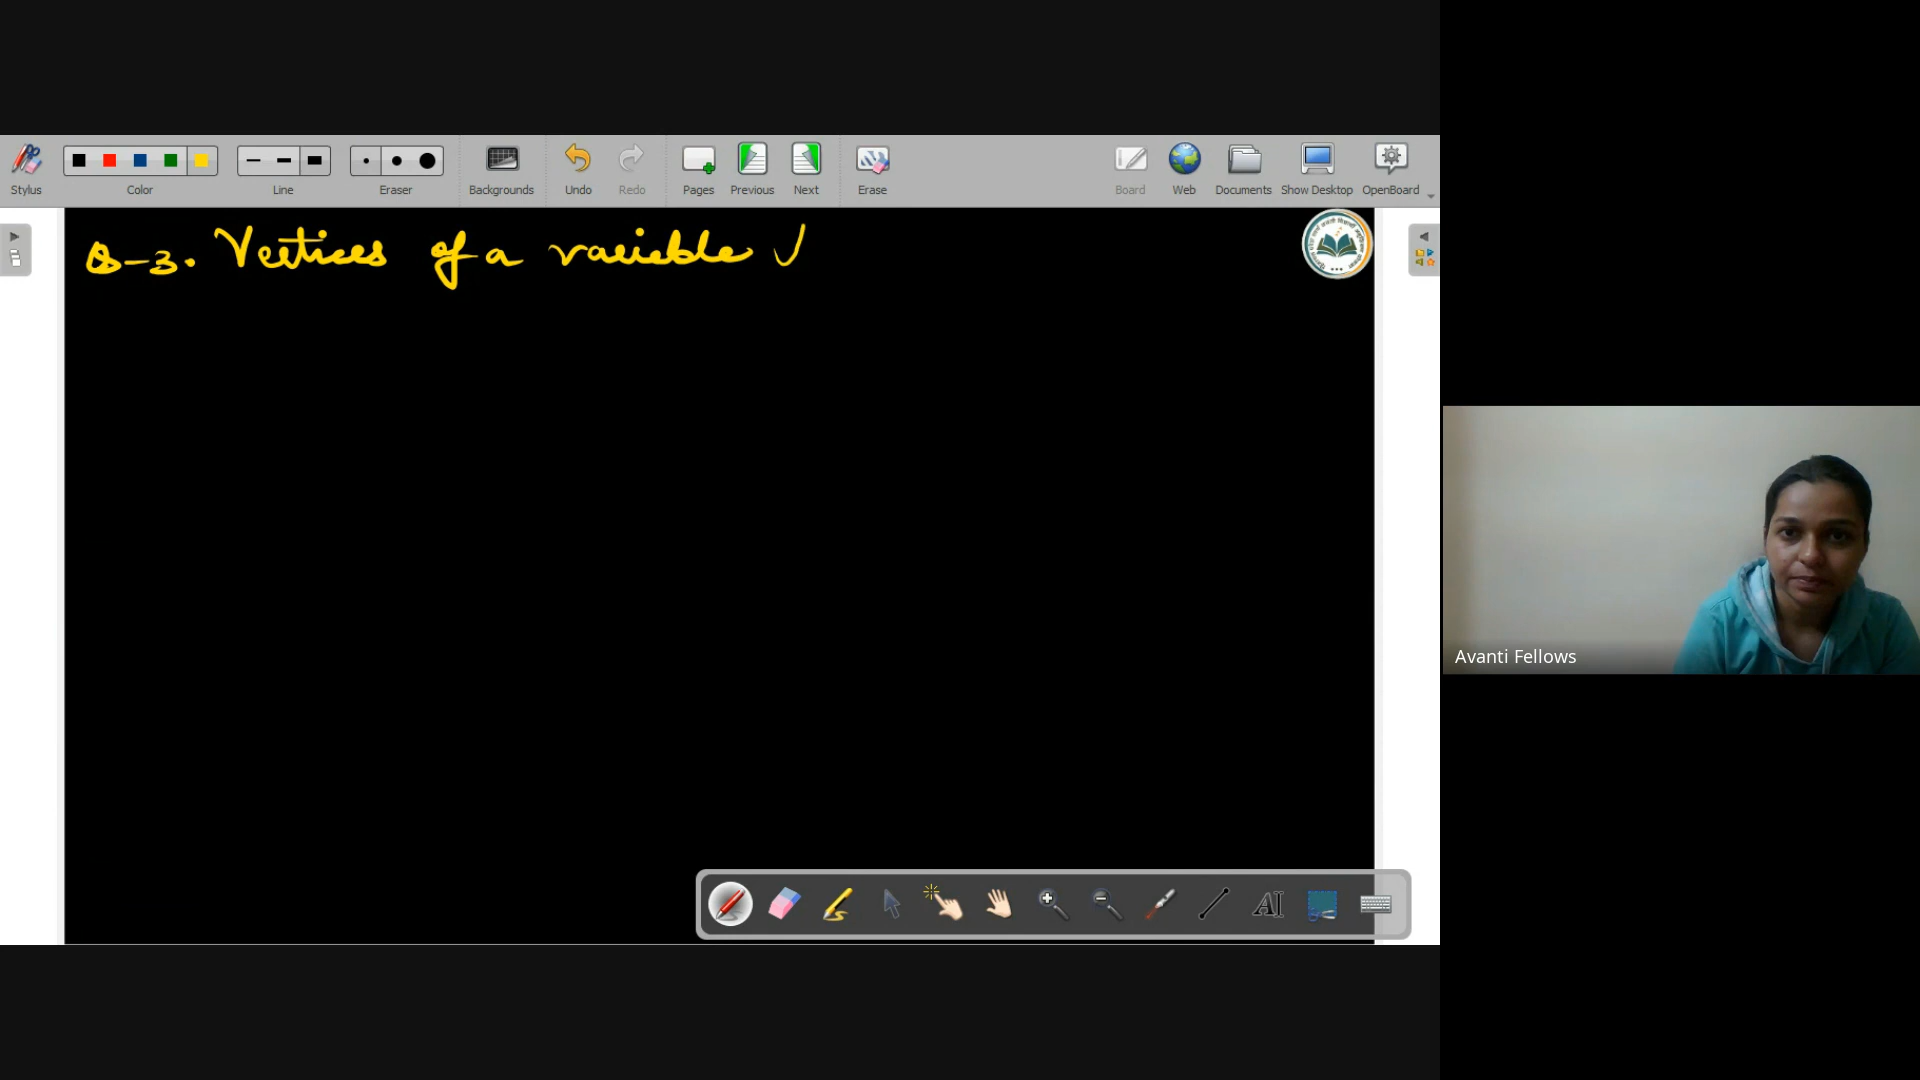 Stylus Color Line Eraser Backgrounds Undo Redo Pages Previous Next Erase Board Web Documents Show Desktop OpenBoard
Q-3. Vertices of a variable
AI
Avanti Fellows